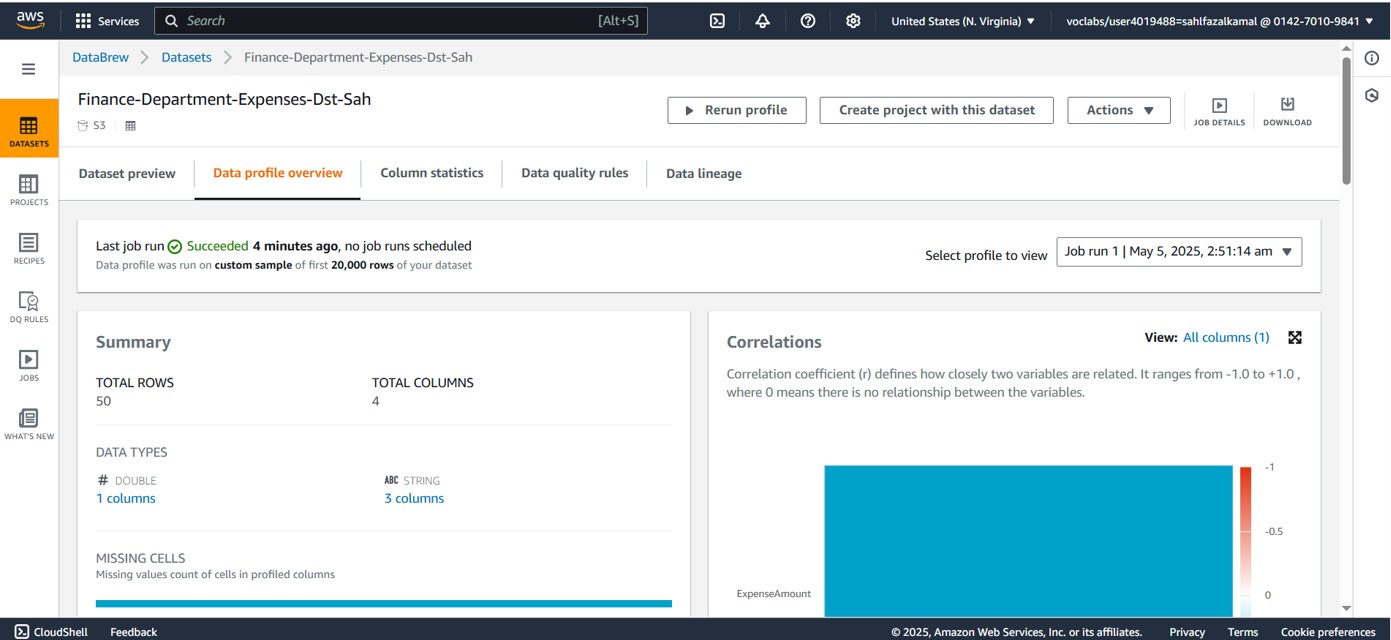 aws
Services
Search
[Alt+S]
United States (N. Virginia)
voclabs/user4019488=sahlfazalkamal @ 0142-7010-9841
DataBrew
Datasets
Finance-Department-Expenses-Dst-Sah
Finance-Department-Expenses-Dst-Sah
S3
Rerun profile
Create project with this dataset
Actions
JOB DETAILS
DOWNLOAD
DATASETS
PROJECTS
RECIPES
DQ RULES
JOBS
WHAT'S NEW
Dataset preview
Data profile overview
Column statistics
Data quality rules
Data lineage
Last job run Succeeded 4 minutes ago, no job runs scheduled
Data profile was run on custom sample of first 20,000 rows of your dataset
Select profile to view
Job run 1 | May 5, 2025, 2:51:14 am
Summary
TOTAL ROWS
50
TOTAL COLUMNS
4
DATA TYPES
# DOUBLE
1 columns
ABC STRING
3 columns
MISSING CELLS
Missing values count of cells in profiled columns
Correlations
View: All columns (1)
Correlation coefficient (r) defines how closely two variables are related. It ranges from -1.0 to +1.0 ,
where 0 means there is no relationship between the variables.
-1
-0.5
0
ExpenseAmount
CloudShell
Feedback
© 2025, Amazon Web Services, Inc. or its affiliates.
Privacy
Terms
Cookie preferences